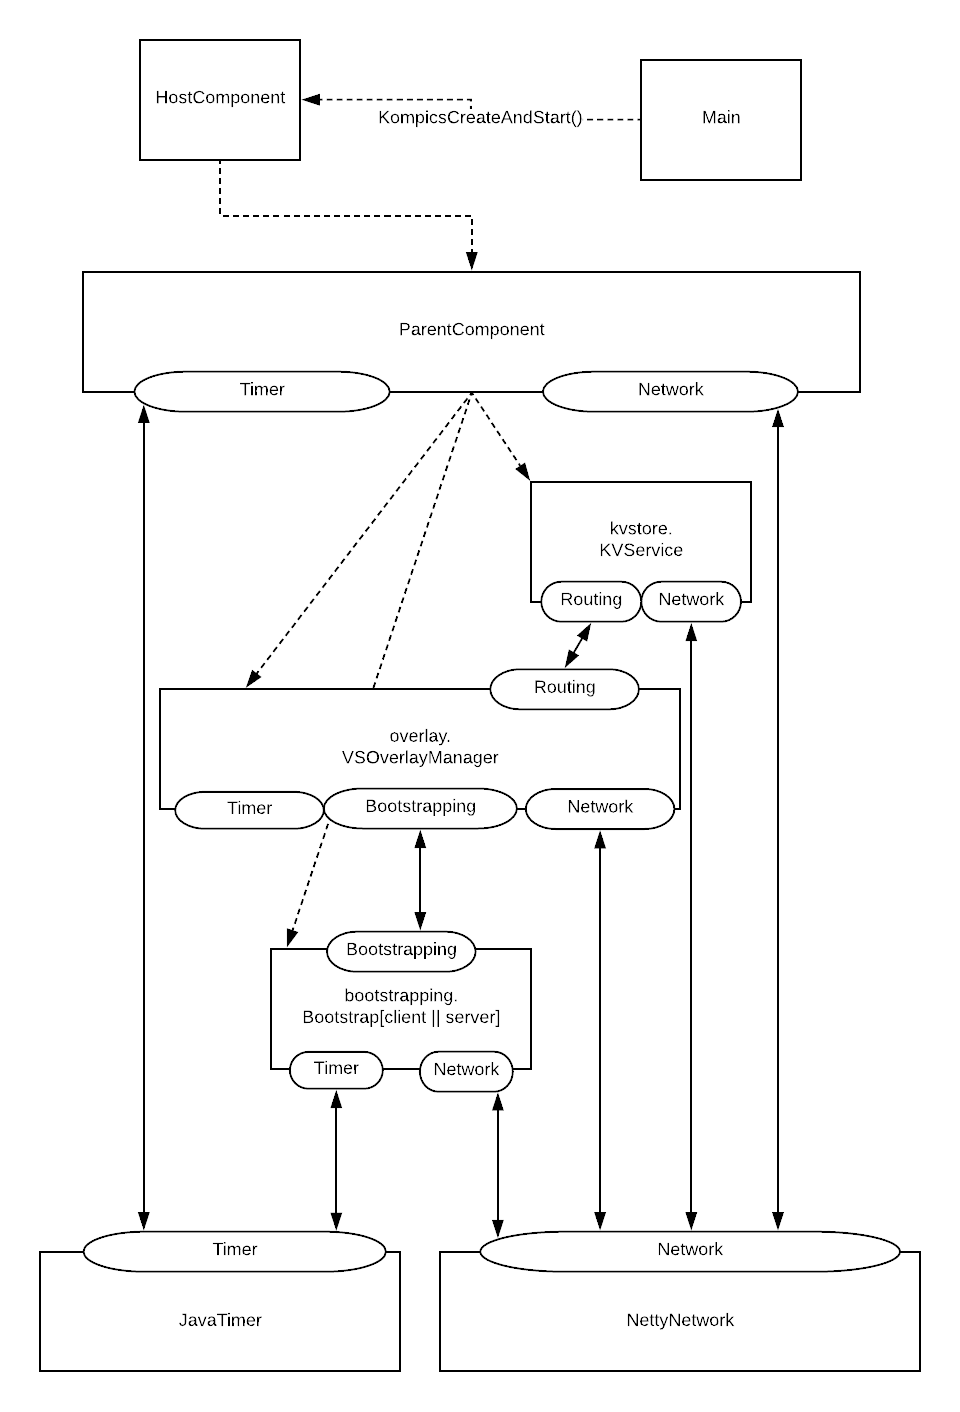 HostComponent
KompicsCreateAndStart()
Main
ParentComponent
Timer
Network
kvstore.
KVService
Routing
Network
Routing
overlay.
VSOverlayManager
Timer
Bootstrapping
Network
Bootstrapping
bootstrapping.
Bootstrap[client || server]
Timer
Network
Timer
Network
JavaTimer
NettyNetwork